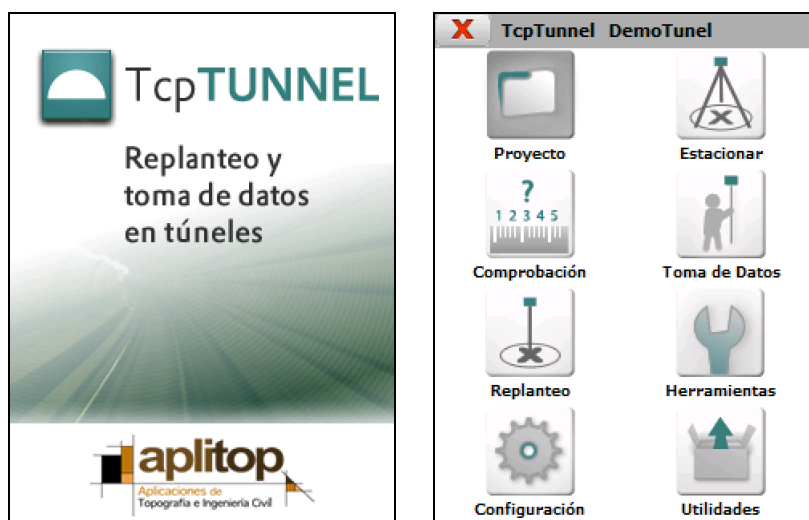 TcpTUNNEL
Replanteo y
toma de datos
en túneles
aplitop
Aplicaciones de
Topografía e Ingeniería Civil
X TcpTunnel DemoTunel
Proyecto
Estacionar
?
1 2 3 4 5
Comprobación
Toma de Datos
Replanteo
Herramientas
Configuración
Utilidades